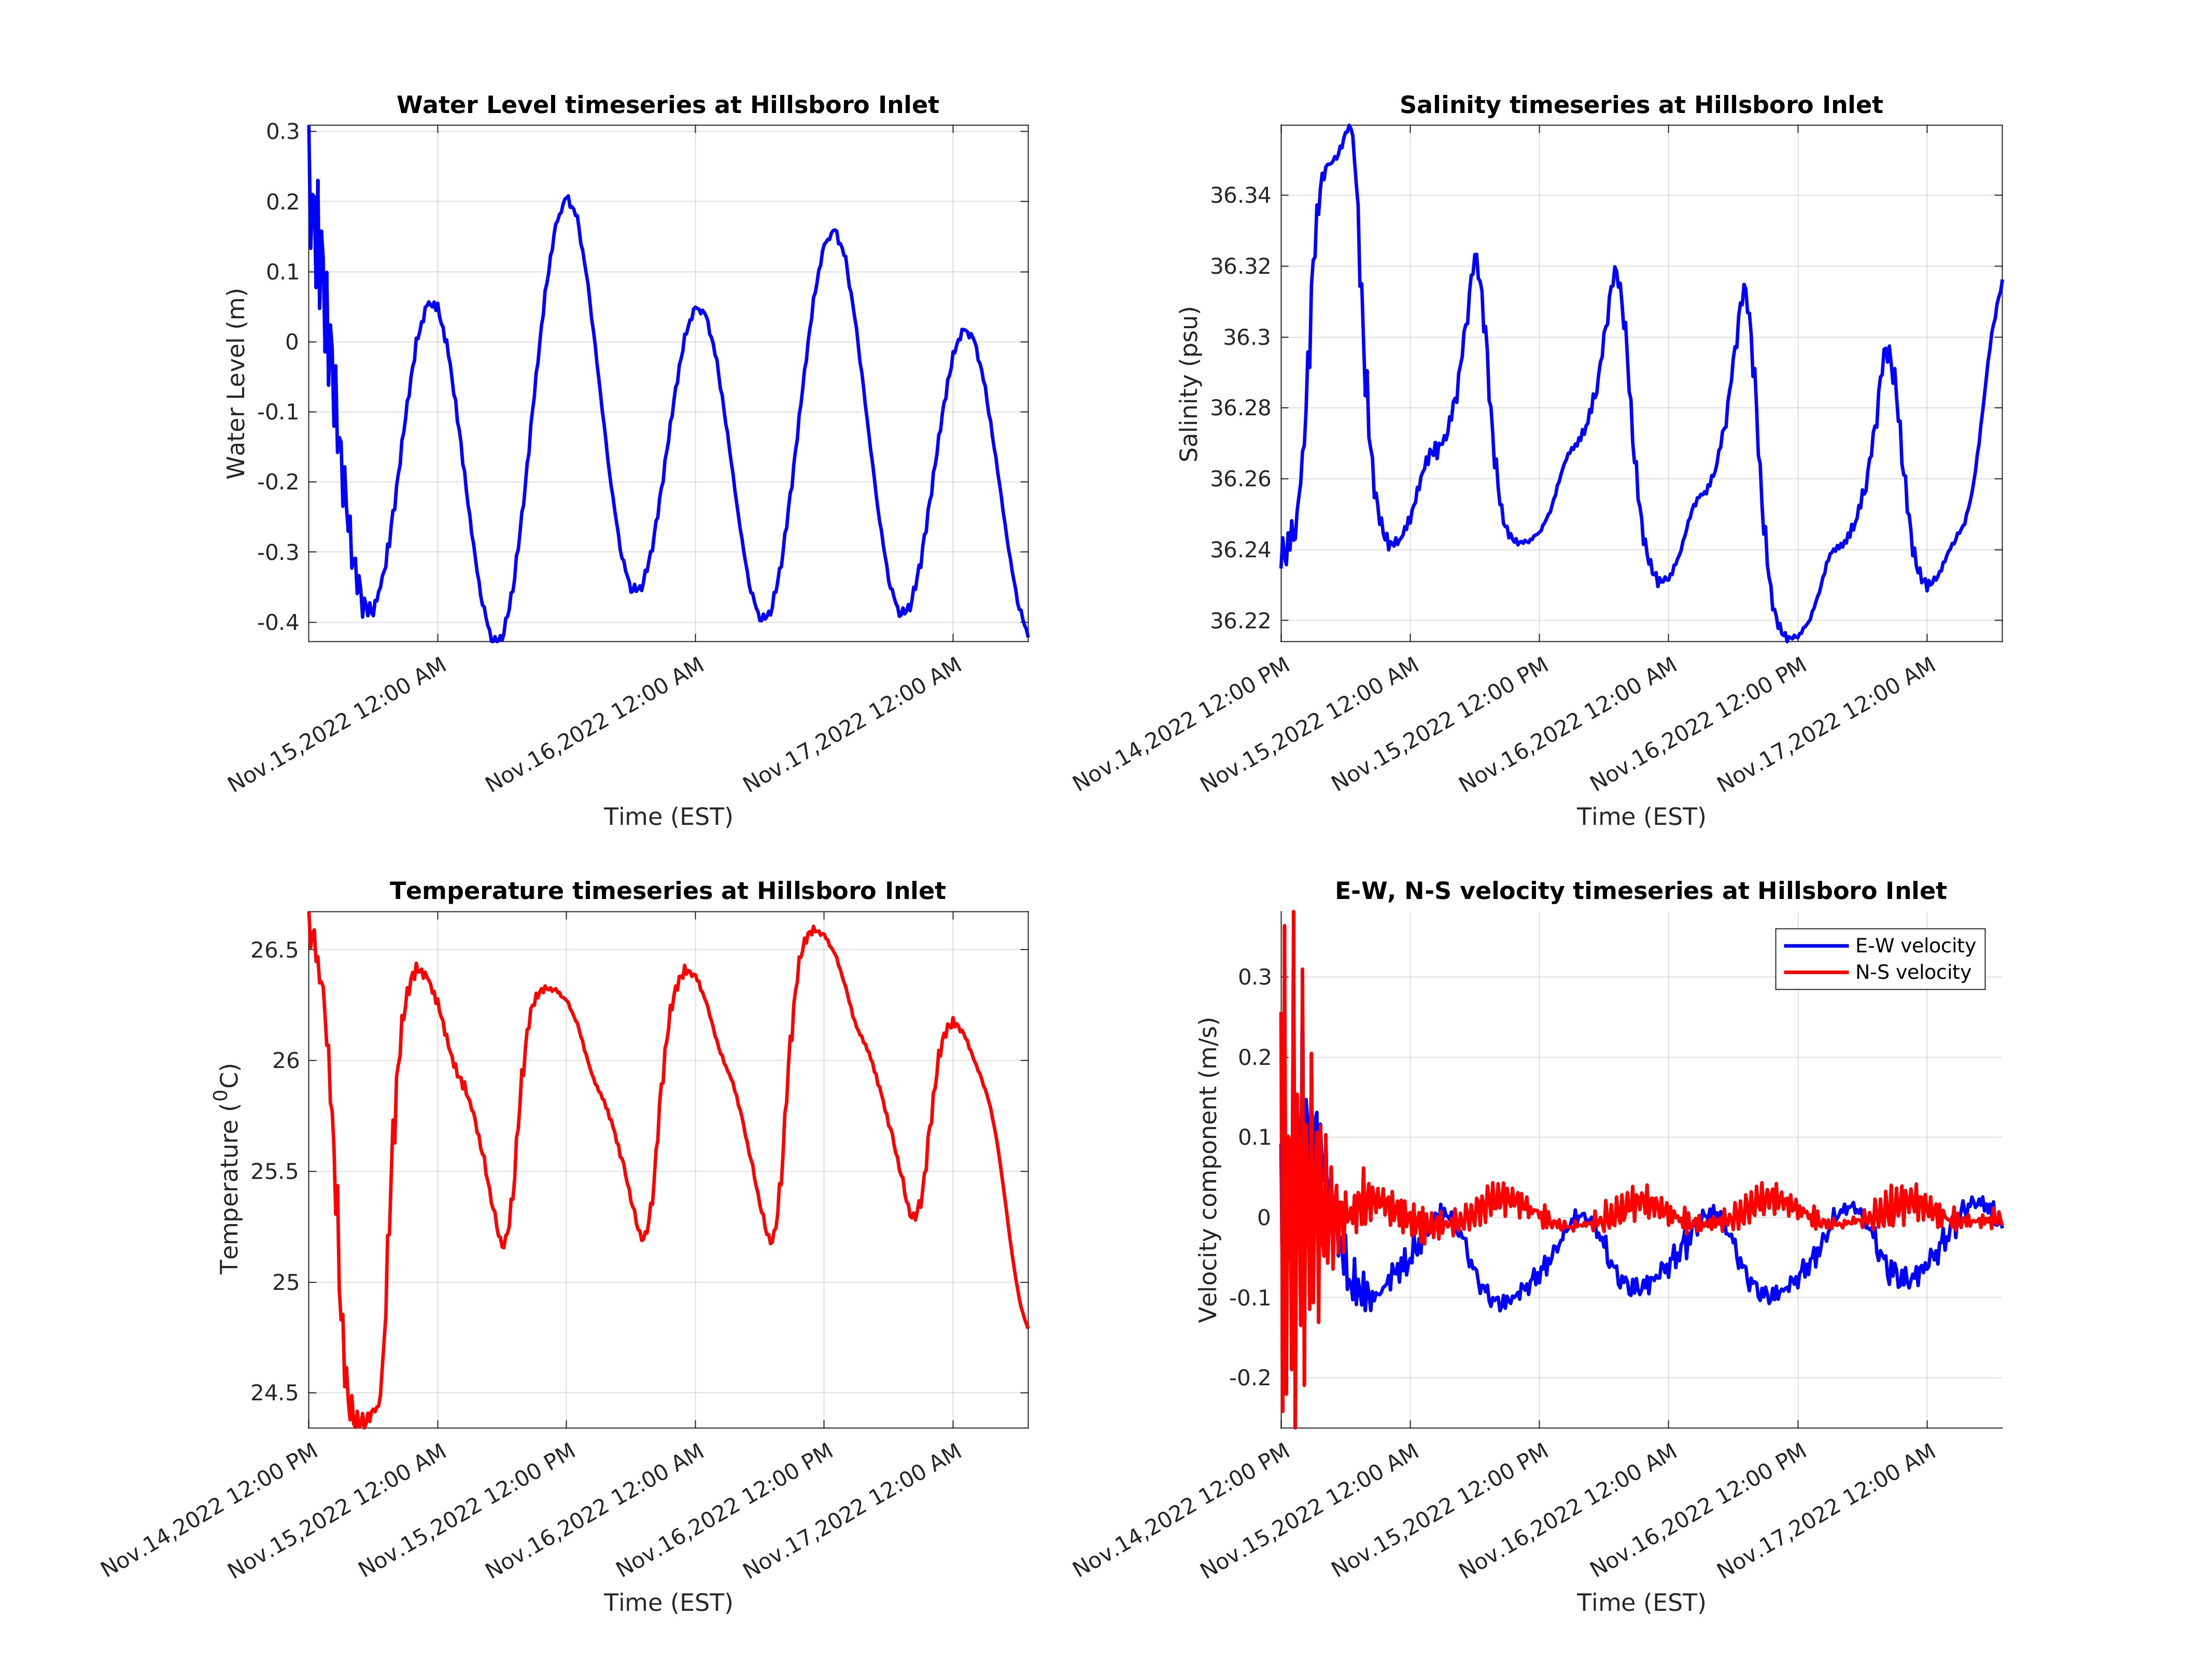 Water Level timeseries at Hillsboro Inlet
Water Level (m)
0.3
0.2
0.1
0
-0.1
-0.2
-0.3
-0.4
Nov.15,2022 12:00 AM
Nov.16,2022 12:00 AM
Nov.17,2022 12:00 AM
Time (EST)
Salinity timeseries at Hillsboro Inlet
Salinity (psu)
36.34
36.32
36.3
36.28
36.26
36.24
36.22
Nov.14,2022 12:00 PM
Nov.15,2022 12:00 AM
Nov.15,2022 12:00 PM
Nov.16,2022 12:00 AM
Nov.16,2022 12:00 PM
Nov.17,2022 12:00 AM
Time (EST)
Temperature timeseries at Hillsboro Inlet
Temperature (⁰C)
26.5
26
25.5
25
24.5
Nov.14,2022 12:00 PM
Nov.15,2022 12:00 AM
Nov.15,2022 12:00 PM
Nov.16,2022 12:00 AM
Nov.16,2022 12:00 PM
Nov.17,2022 12:00 AM
Time (EST)
E-W, N-S velocity timeseries at Hillsboro Inlet
E-W velocity
N-S velocity
Velocity component (m/s)
0.3
0.2
0.1
0
-0.1
-0.2
Nov.14,2022 12:00 PM
Nov.15,2022 12:00 AM
Nov.15,2022 12:00 PM
Nov.16,2022 12:00 AM
Nov.16,2022 12:00 PM
Nov.17,2022 12:00 AM
Time (EST)